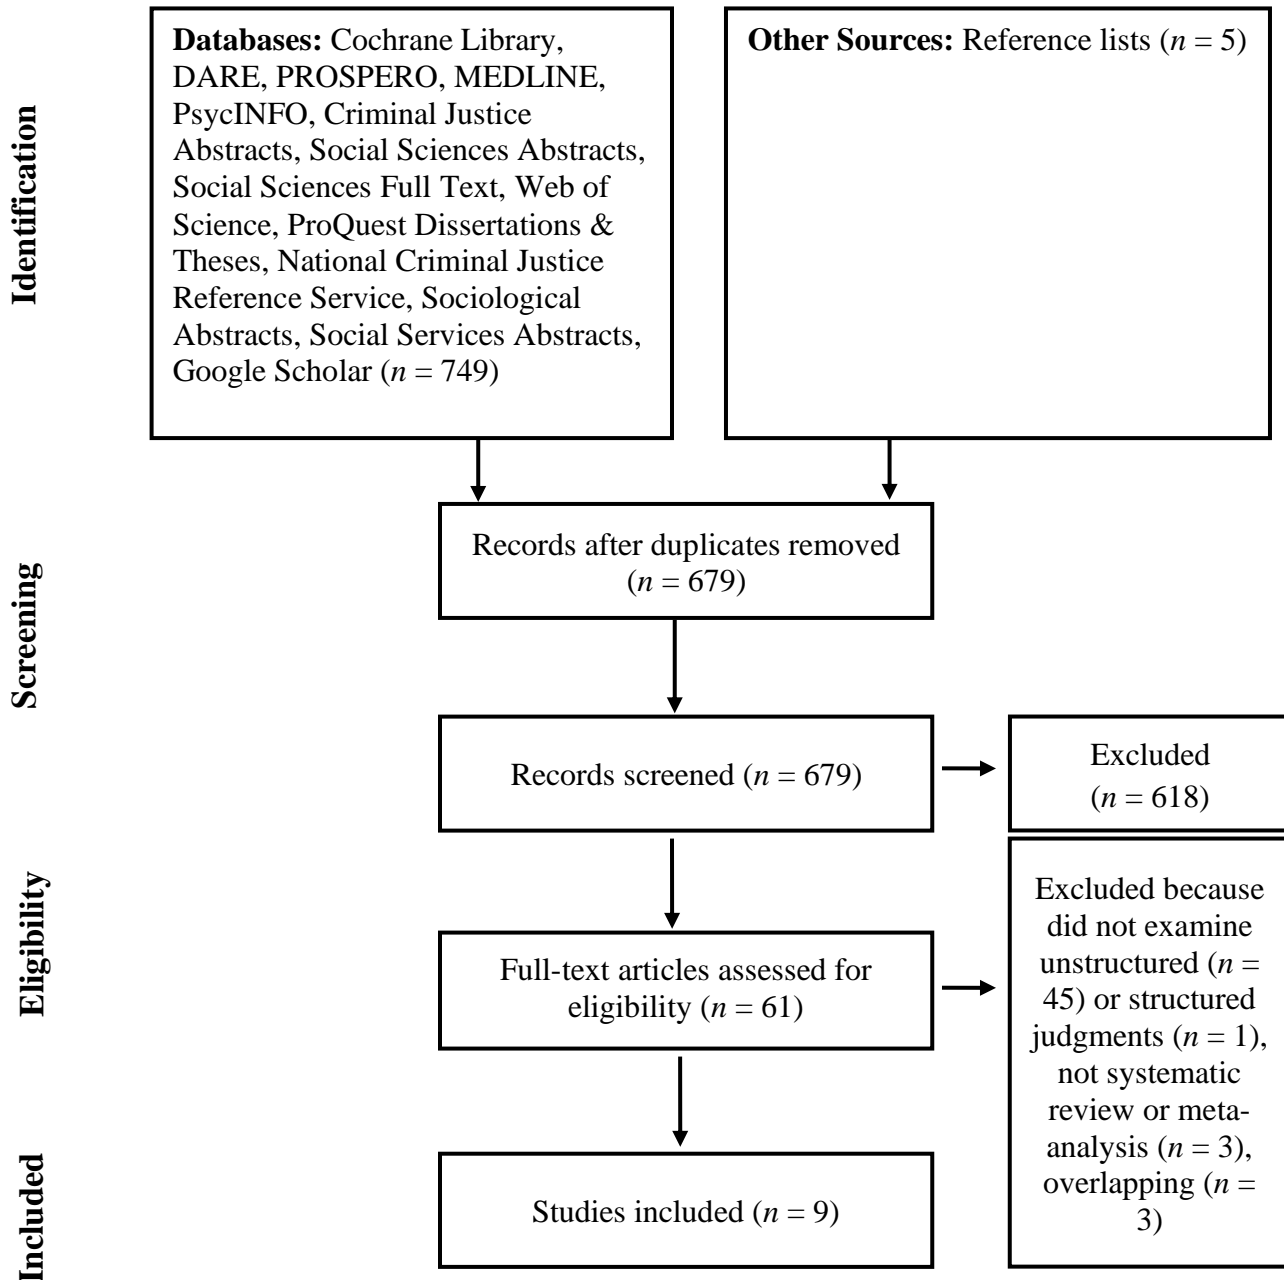 Identification
Databases: Cochrane Library,
DARE, PROSPERO, MEDLINE,
PsycINFO, Criminal Justice
Abstracts, Social Sciences Abstracts,
Social Sciences Full Text, Web of
Science, ProQuest Dissertations &
Theses, National Criminal Justice
Reference Service, Sociological
Abstracts, Social Services Abstracts,
Google Scholar (n = 749)
Other Sources: Reference lists (n = 5)
Screening
Records after duplicates removed
(n = 679)
Records screened (n = 679)
Excluded
(n = 618)
Eligibility
Full-text articles assessed for
eligibility (n = 61)
Excluded because
did not examine
unstructured (n =
45) or structured
judgments (n = 1),
not systematic
review or meta-
analysis (n = 3),
overlapping (n =
3)
Included
Studies included (n = 9)